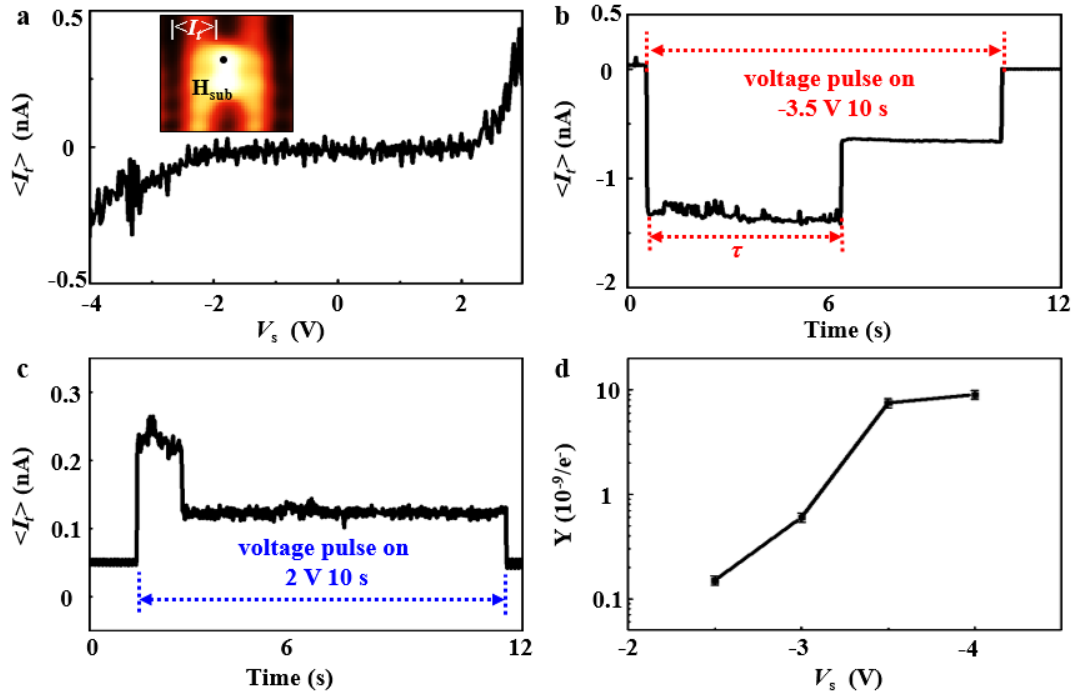 a
|<Iₜ>|
Hsub
0.5
0
-0.5
<Iₜ> (nA)
-4
-2
0
2
Vs (V)
b
voltage pulse on
-3.5 V 10 s
τ
0
-1
-2
<Iₜ> (nA)
0
6
12
Time (s)
c
0.3
0.2
0.1
0
<Iₜ> (nA)
voltage pulse on
2 V 10 s
0
6
12
Time (s)
d
10
1
0.1
Y (10⁻⁹/e⁻)
-2
-3
-4
Vs (V)